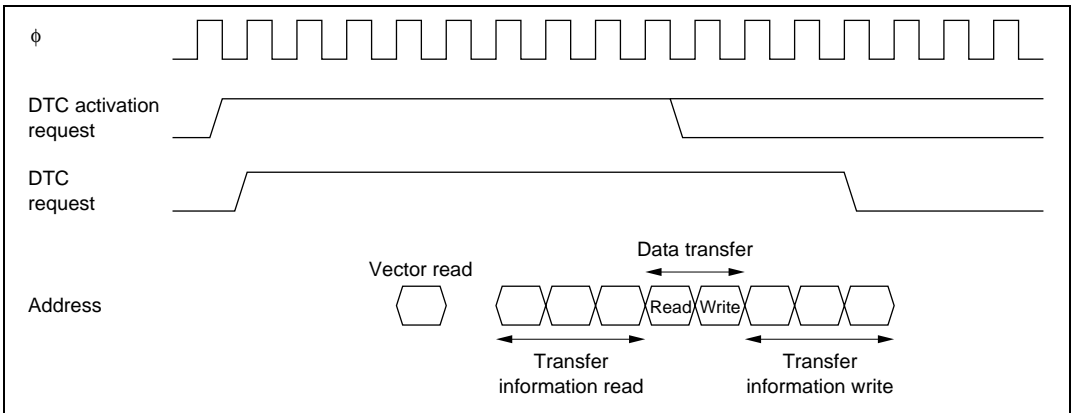 φ
DTC activation
request
DTC
request
Data transfer
Vector read
Address
Read Write
Transfer
information read
Transfer
information write